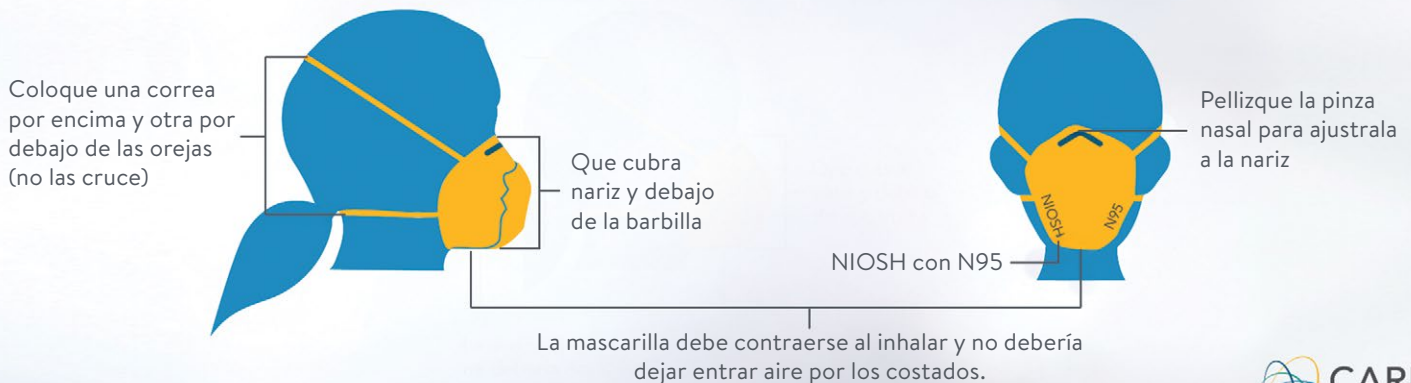 Coloque una correa
por encima y otra por
debajo de las orejas
(no las cruce)
Que cubra
nariz y debajo
de la barbilla
Pellizque la pinza
nasal para ajustrala
a la nariz
NIOSH
N95
NIOSH con N95
La mascarilla debe contraerse al inhalar y no debería
dejar entrar aire por los costados.